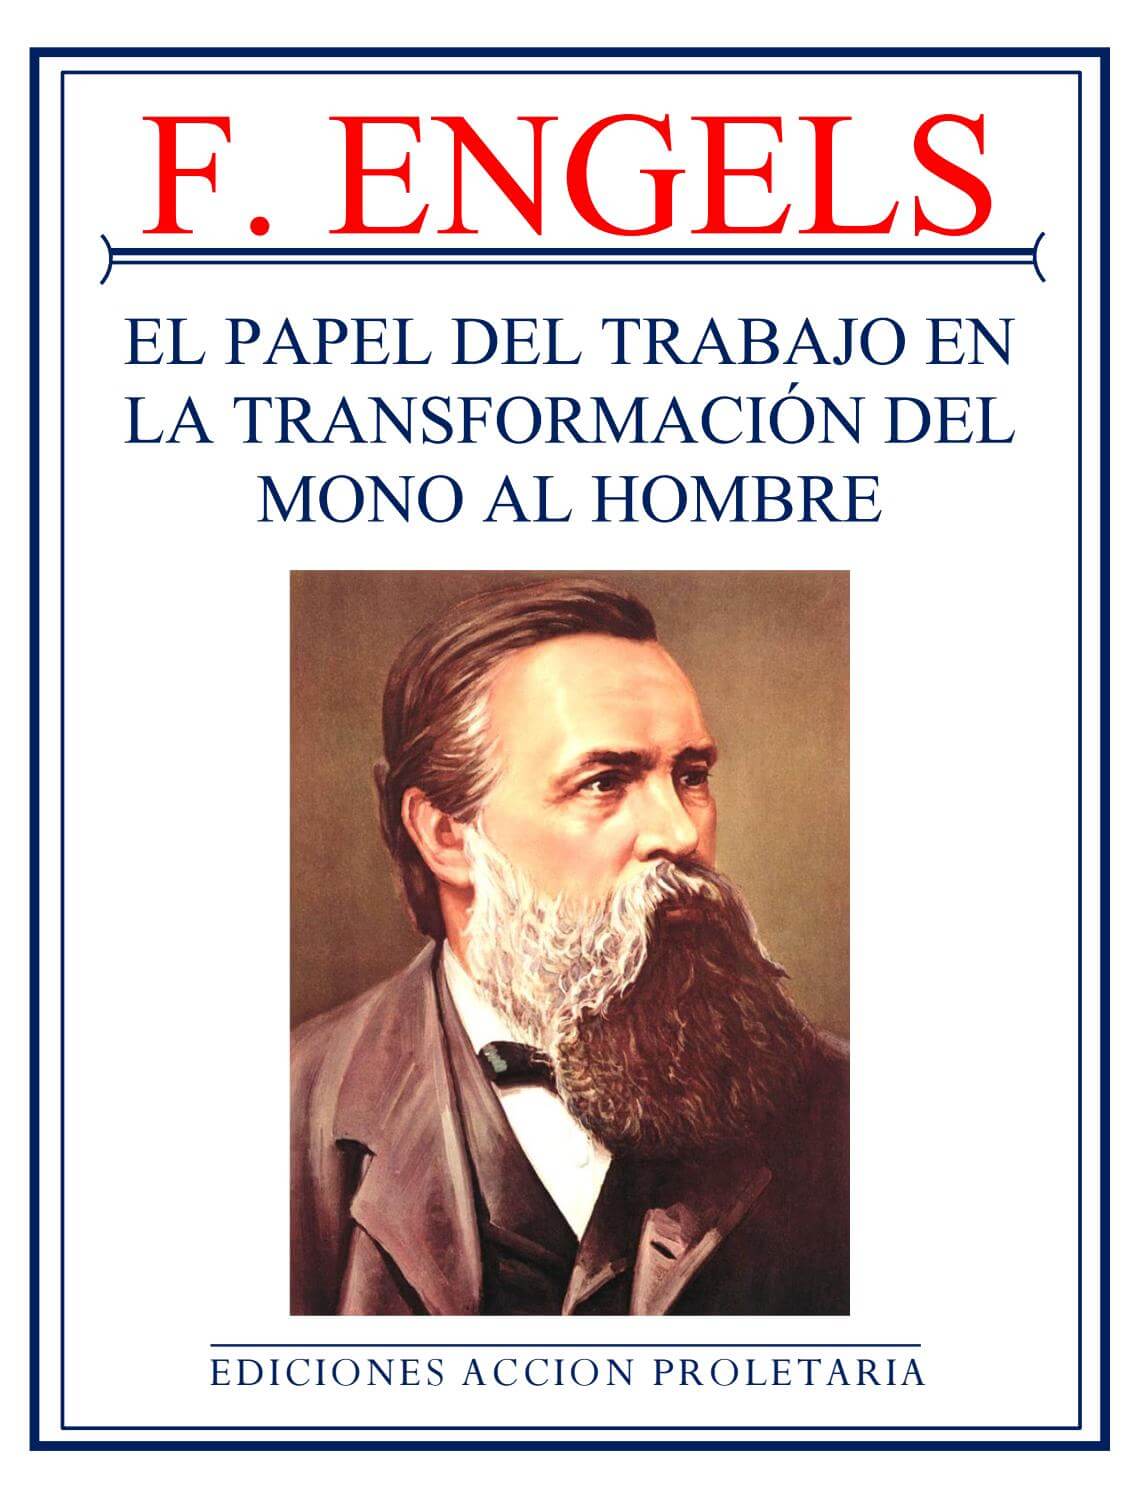 F. ENGELS
EL PAPEL DEL TRABAJO EN
LA TRANSFORMACIÓN DEL
MONO AL HOMBRE
EDICIONES ACCION PROLETARIA